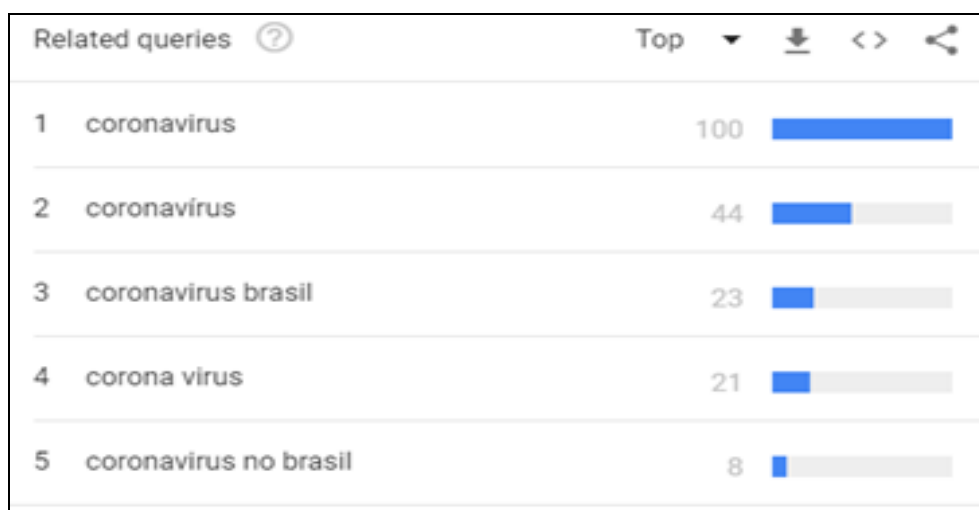 Related queries ? Top <>
1 coronavirus 100
2 coronavírus 44
3 coronavirus brasil 23
4 corona virus 21
5 coronavirus no brasil 8